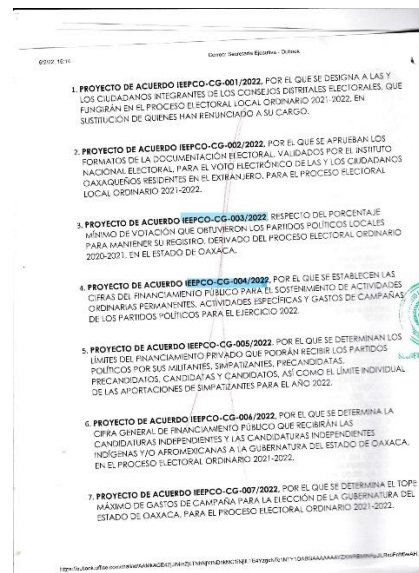 Correo: Secretaría Ejecutiva - Outlook
1. PROYECTO DE ACUERDO IEEPCO-CG-001/2022, POR EL QUE SE DESIGNA A LAS Y
LOS CIUDADANOS INTEGRANTES DE LOS CONSEJOS DISTRITALES ELECTORALES, QUE
FUNGIRÁN EN EL PROCESO ELECTORAL LOCAL ORDINARIO 2021-2022, EN
SUSTITUCIÓN DE QUIENES HAN RENUNCIADO A SU CARGO.
2. PROYECTO DE ACUERDO IEEPCO-CG-002/2022, POR EL QUE SE APRUEBAN LOS
FORMATOS DE LA DOCUMENTACIÓN ELECTORAL, VALIDADOS POR EL INSTITUTO
NACIONAL ELECTORAL, PARA EL VOTO ELECTRÓNICO DE LAS Y LOS CIUDADANOS
OAXAQUEÑOS RESIDENTES EN EL EXTRANJERO, PARA EL PROCESO ELECTORAL
LOCAL ORDINARIO 2021-2022.
3. PROYECTO DE ACUERDO IEEPCO-CG-003/2022, RESPECTO DEL PORCENTAJE
MÍNIMO DE VOTACIÓN QUE OBTUVIERON LOS PARTIDOS POLÍTICOS LOCALES
PARA MANTENER SU REGISTRO, DERIVADO DEL PROCESO ELECTORAL ORDINARIO
2020-2021, EN EL ESTADO DE OAXACA.
4. PROYECTO DE ACUERDO IEEPCO-CG-004/2022, POR EL QUE SE ESTABLECEN LAS
CIFRAS DEL FINANCIAMIENTO PÚBLICO PARA EL SOSTENIMIENTO DE ACTIVIDADES
ORDINARIAS PERMANENTES, ACTIVIDADES ESPECÍFICAS Y GASTOS DE CAMPAÑAS
DE LOS PARTIDOS POLÍTICOS PARA EL EJERCICIO 2022.
5. PROYECTO DE ACUERDO IEEPCO-CG-005/2022, POR EL QUE SE DETERMINAN LOS
LÍMITES DEL FINANCIAMIENTO PRIVADO QUE PODRÁN RECIBIR LOS PARTIDOS
POLÍTICOS POR SUS MILITANTES, SIMPATIZANTES, PRECANDIDATAS,
PRECANDIDATOS, CANDIDATAS Y CANDIDATOS, ASÍ COMO EL LÍMITE INDIVIDUAL
DE LAS APORTACIONES DE SIMPATIZANTES PARA EL AÑO 2022.
6. PROYECTO DE ACUERDO IEEPCO-CG-006/2022, POR EL QUE SE DETERMINA LA
CIFRA GENERAL DE FINANCIAMIENTO PÚBLICO QUE RECIBIRÁN LAS
CANDIDATURAS INDEPENDIENTES Y LAS CANDIDATURAS INDEPENDIENTES
INDÍGENAS Y/O AFROMEXICANAS A LA GUBERNATURA DEL ESTADO DE OAXACA,
EN EL PROCESO ELECTORAL ORDINARIO 2021-2022.
7. PROYECTO DE ACUERDO IEEPCO-CG-007/2022, POR EL QUE SE DETERMINA EL TOPE
MÁXIMO DE GASTOS DE CAMPAÑA PARA LA ELECCIÓN DE LA GUBERNATURA DEL
ESTADO DE OAXACA, PARA EL PROCESO ELECTORAL ORDINARIO 2021-2022.